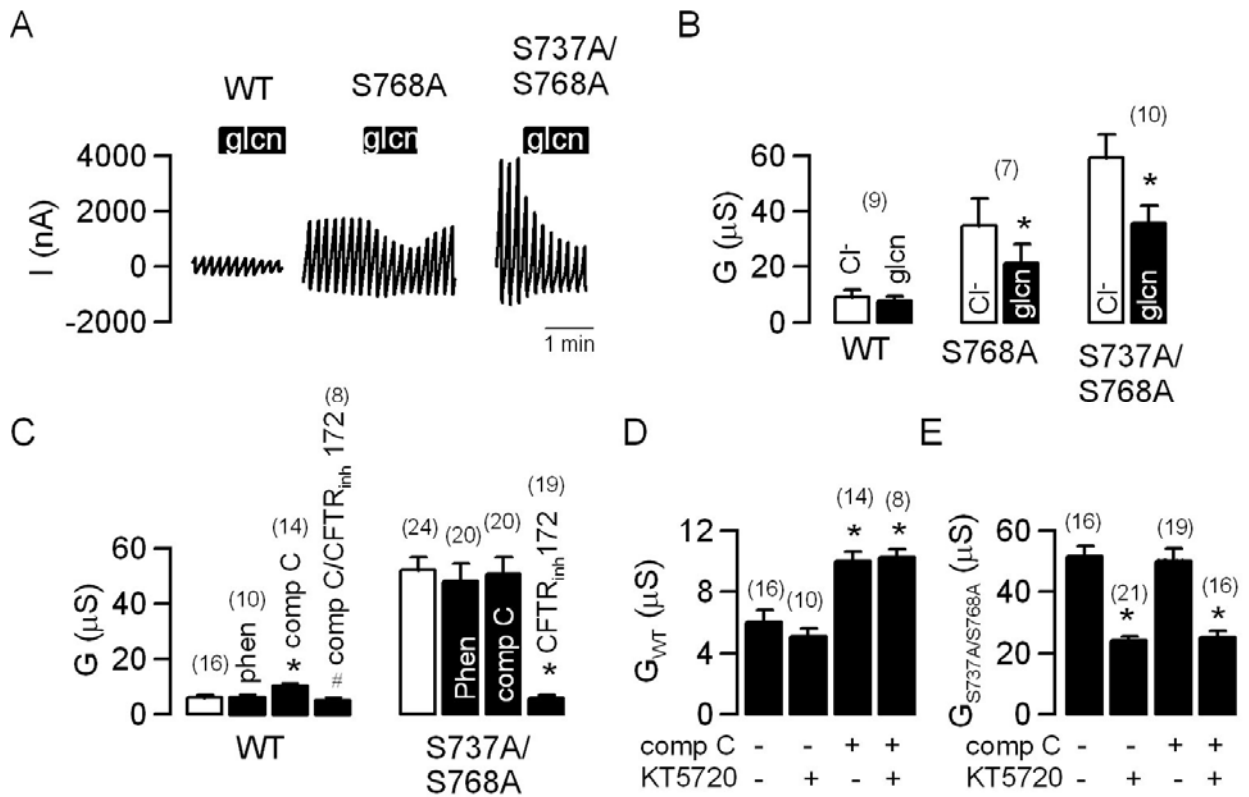 A
WT
S768A
S737A/
S768A
glcn
glcn
glcn
4000
2000
0
-2000
I (nA)
1 min
B
60
40
20
0
G (µS)
(9)
(7)
(10)
Cl-
glcn
*
*
Cl-
glcn
Cl-
glcn
WT
S768A
S737A/
S768A
C
60
40
20
0
G (µS)
(16)
phen (10)
* comp C (14)
# comp C/CFTRinh 172 (8)
(24)
(20)
(20)
(19)
Phen
comp C
* CFTRinh172
WT
S737A/
S768A
D
12
8
4
0
GWT (µS)
(16)
(10)
(14)
(8)
*
*
comp C - - + +
KT5720 - + - +
E
60
40
20
0
GS737A/S768A (µS)
(16)
(21)
(19)
(16)
*
*
comp C - - + +
KT5720 - + - +